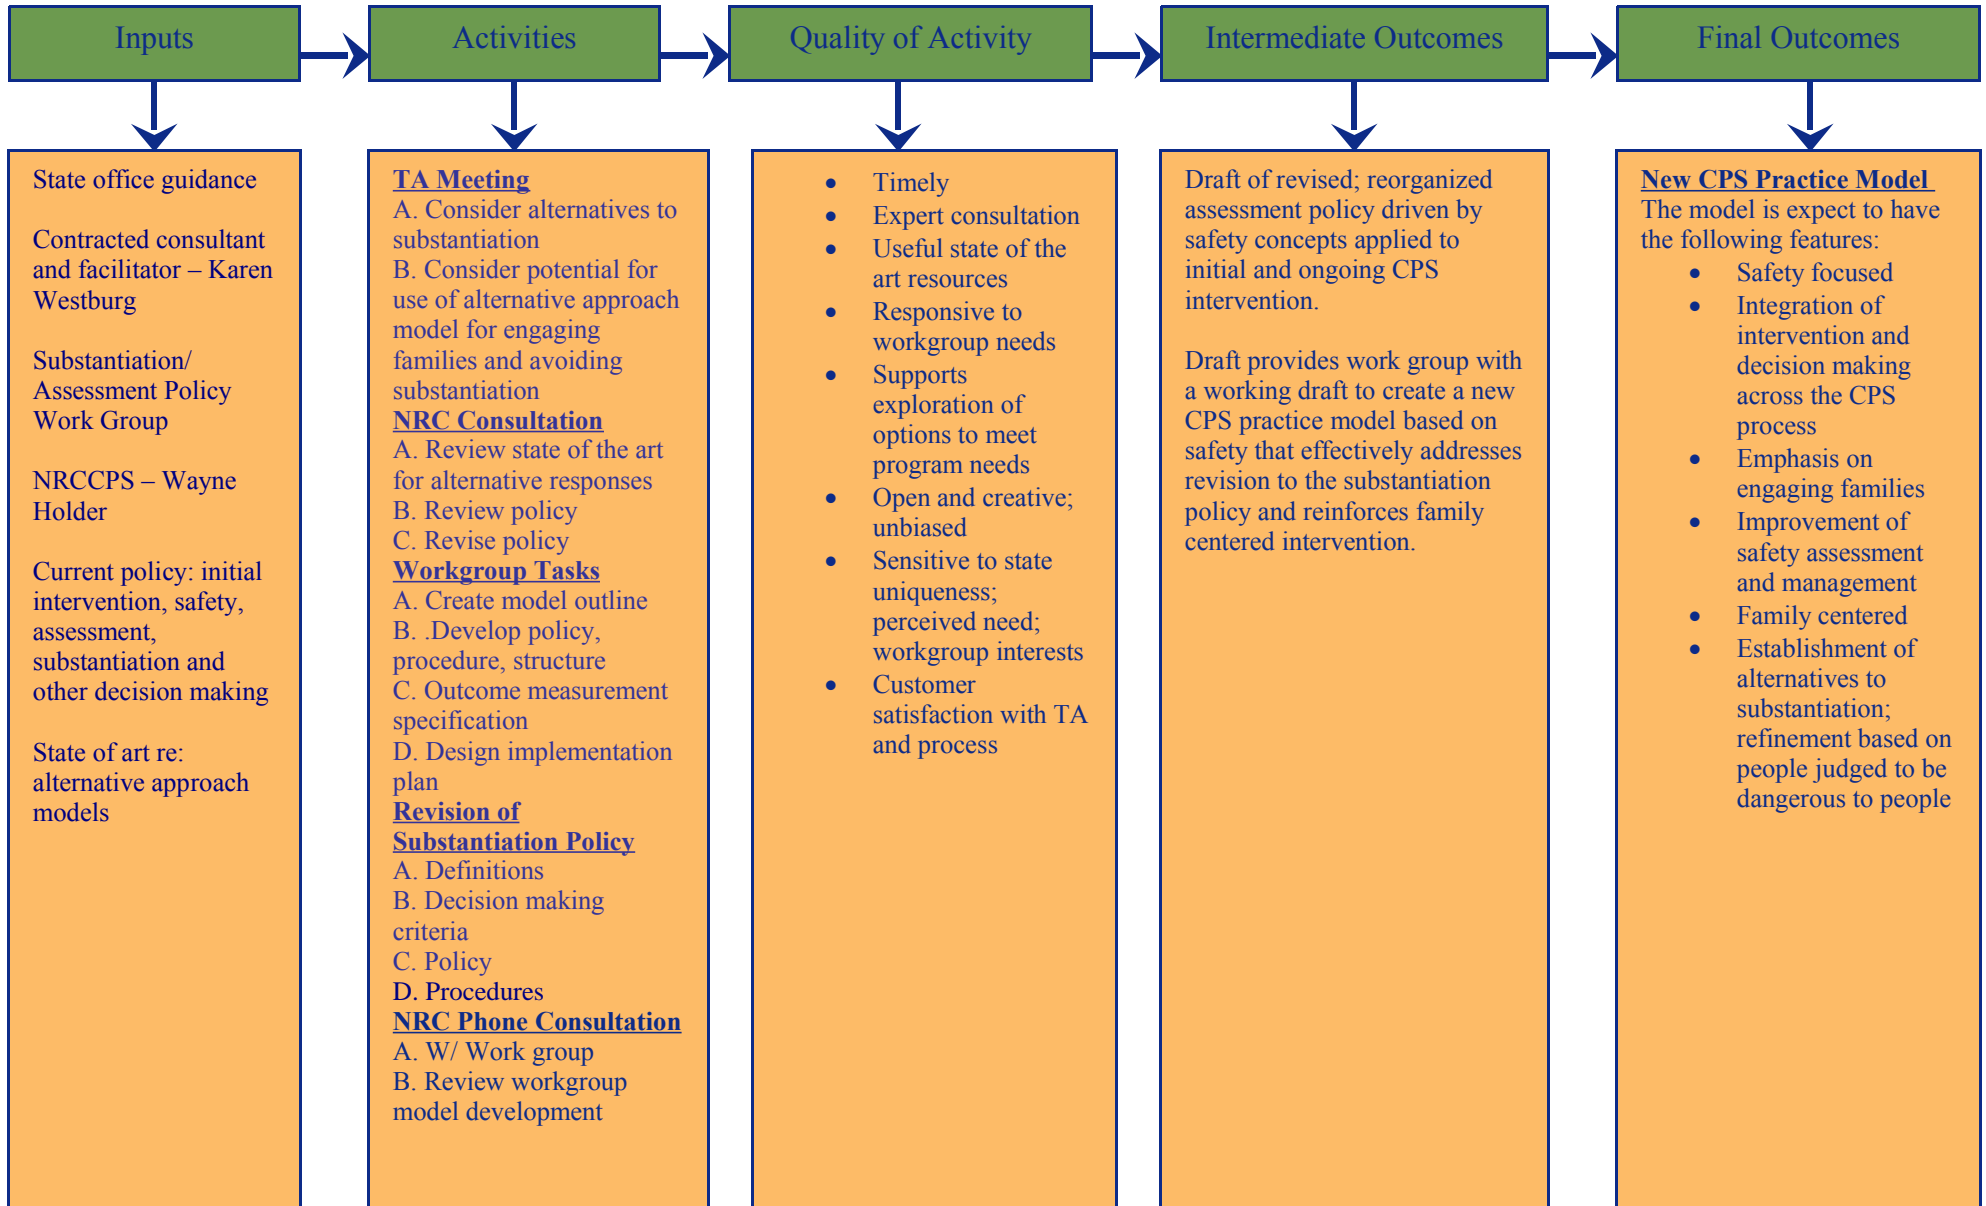 Inputs
Activities
Quality of Activity
Intermediate Outcomes
Final Outcomes
State office guidance
Contracted consultant
and facilitator – Karen
Westburg
Substantiation/
Assessment Policy
Work Group
NRCCPS – Wayne
Holder
Current policy: initial
intervention, safety,
assessment,
substantiation and
other decision making
State of art re:
alternative approach
models
TA Meeting
A. Consider alternatives to
substantiation
B. Consider potential for
use of alternative approach
model for engaging
families and avoiding
substantiation
NRC Consultation
A. Review state of the art
for alternative responses
B. Review policy
C. Revise policy
Workgroup Tasks
A. Create model outline
B. .Develop policy,
procedure, structure
C. Outcome measurement
specification
D. Design implementation
plan
Revision of
Substantiation Policy
A. Definitions
B. Decision making
criteria
C. Policy
D. Procedures
NRC Phone Consultation
A. W/ Work group
B. Review workgroup
model development
• Timely
• Expert consultation
• Useful state of the
art resources
• Responsive to
workgroup needs
• Supports
exploration of
options to meet
program needs
• Open and creative;
unbiased
• Sensitive to state
uniqueness;
perceived need;
workgroup interests
• Customer
satisfaction with TA
and process
Draft of revised; reorganized
assessment policy driven by
safety concepts applied to
initial and ongoing CPS
intervention.
Draft provides work group with
a working draft to create a new
CPS practice model based on
safety that effectively addresses
revision to the substantiation
policy and reinforces family
centered intervention.
New CPS Practice Model
The model is expect to have
the following features:
• Safety focused
• Integration of
intervention and
decision making
across the CPS
process
• Emphasis on
engaging families
• Improvement of
safety assessment
and management
• Family centered
• Establishment of
alternatives to
substantiation;
refinement based on
people judged to be
dangerous to people